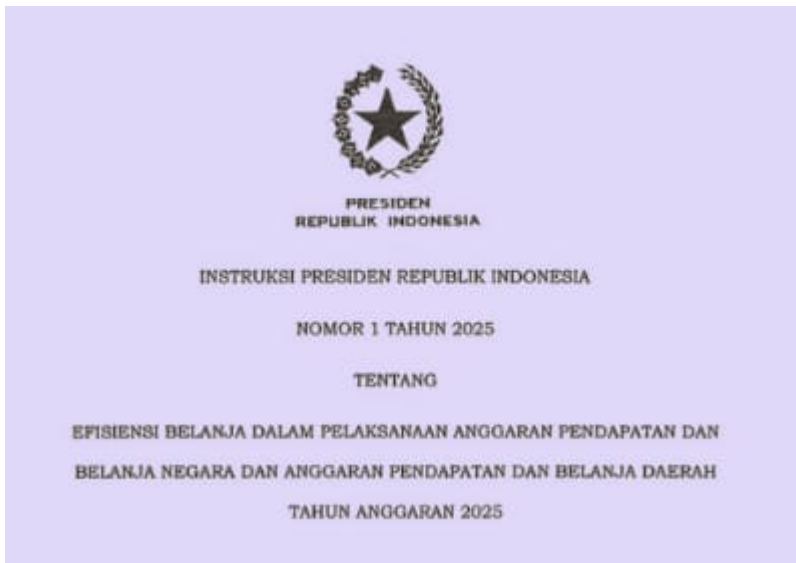 PRESIDEN
REPUBLIK INDONESIA
INSTRUKSI PRESIDEN REPUBLIK INDONESIA
NOMOR 1 TAHUN 2025
TENTANG
EFISIENSI BELANJA DALAM PELAKSANAAN ANGGARAN PENDAPATAN DAN
BELANJA NEGARA DAN ANGGARAN PENDAPATAN DAN BELANJA DAERAH
TAHUN ANGGARAN 2025